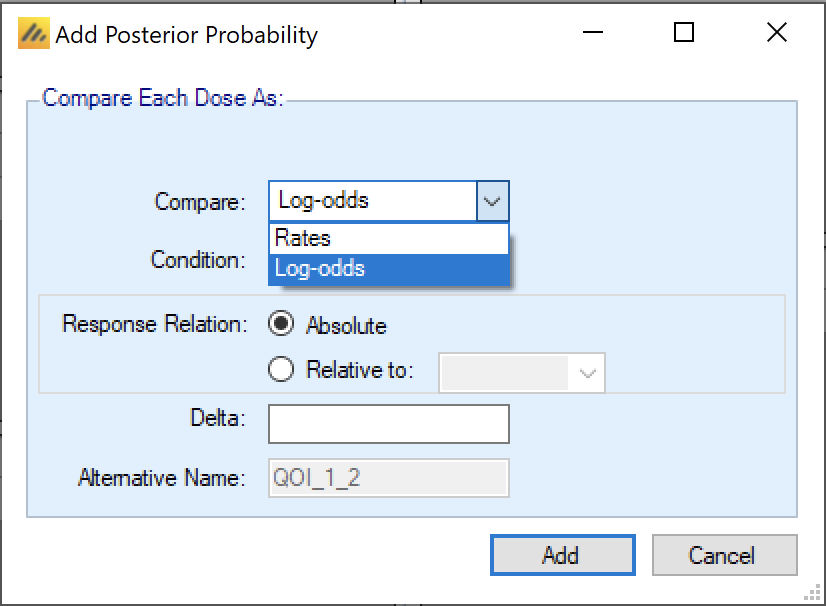 Add Posterior Probability
Compare Each Dose As:
Compare: Log-odds
Rates
Log-odds
Condition:
Response Relation: Absolute
Relative to:
Delta:
Alternative Name: QOI_1_2
Add Cancel